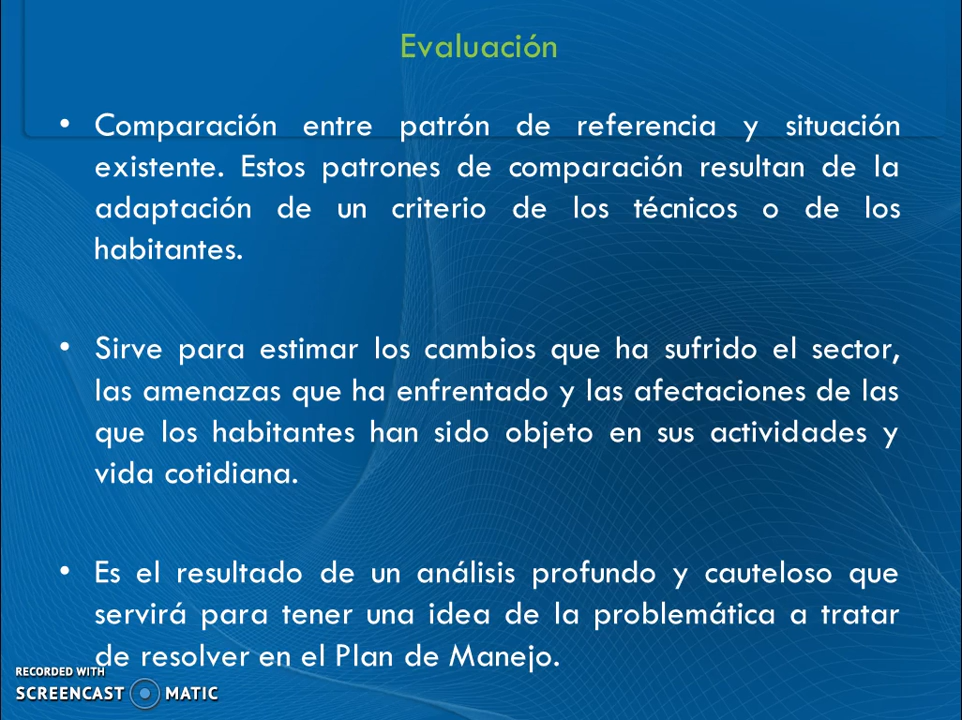 Evaluación
• Comparación entre patrón de referencia y situación
existente. Estos patrones de comparación resultan de la
adaptación de un criterio de los técnicos o de los
habitantes.
• Sirve para estimar los cambios que ha sufrido el sector,
las amenazas que ha enfrentado y las afectaciones de las
que los habitantes han sido objeto en sus actividades y
vida cotidiana.
• Es el resultado de un análisis profundo y cauteloso que
servirá para tener una idea de la problemática a tratar
de resolver en el Plan de Manejo.
RECORDED WITH
SCREENCAST MATIC